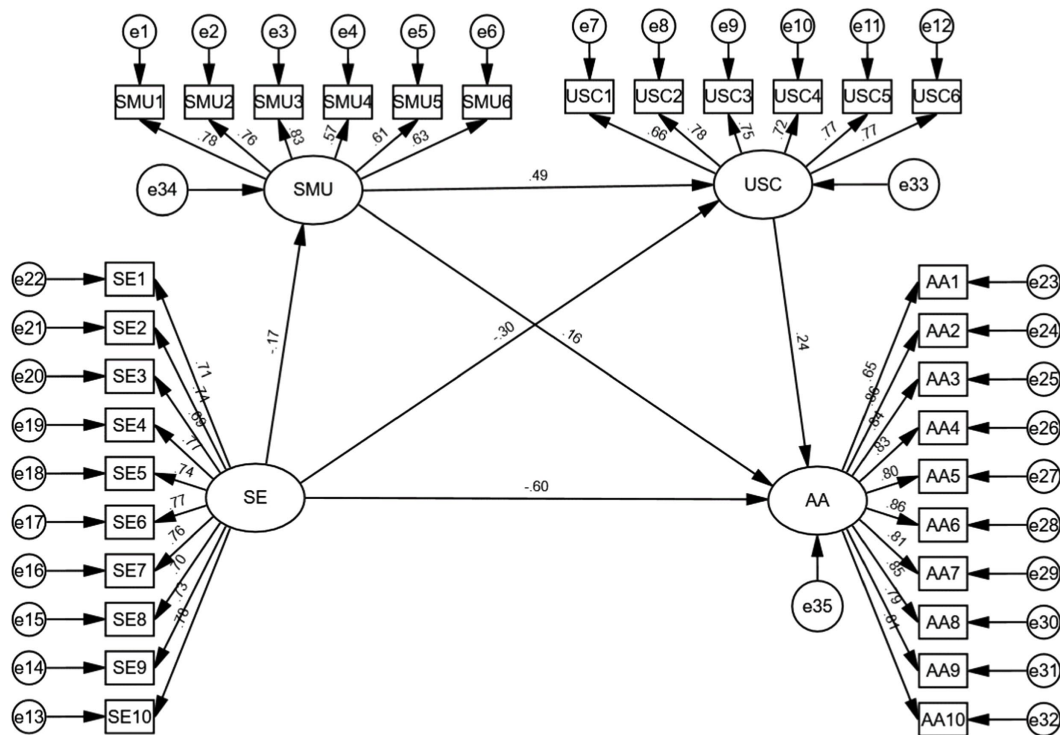 e1 e2 e3 e4 e5 e6 e7 e8 e9 e10 e11 e12
SMU1 SMU2 SMU3 SMU4 SMU5 SMU6 USC1 USC2 USC3 USC4 USC5 USC6
.78 .76 .83 .57 .61 .63 .66 .78 .75 .72 .77 .77
e34 SMU .49 USC e33
-.17 -.30 .16 .24
e22 SE1
e21 SE2
e20 SE3
e19 SE4
e18 SE5
e17 SE6
e16 SE7
e15 SE8
e14 SE9
e13 SE10
.71
.74
.69
.77
.74
.77
.76
.70
.73
.78
SE -.60 AA
e35
.65
.86
.84
.83
.80
.86
.81
.85
.79
.81
AA1 e23
AA2 e24
AA3 e25
AA4 e26
AA5 e27
AA6 e28
AA7 e29
AA8 e30
AA9 e31
AA10 e32